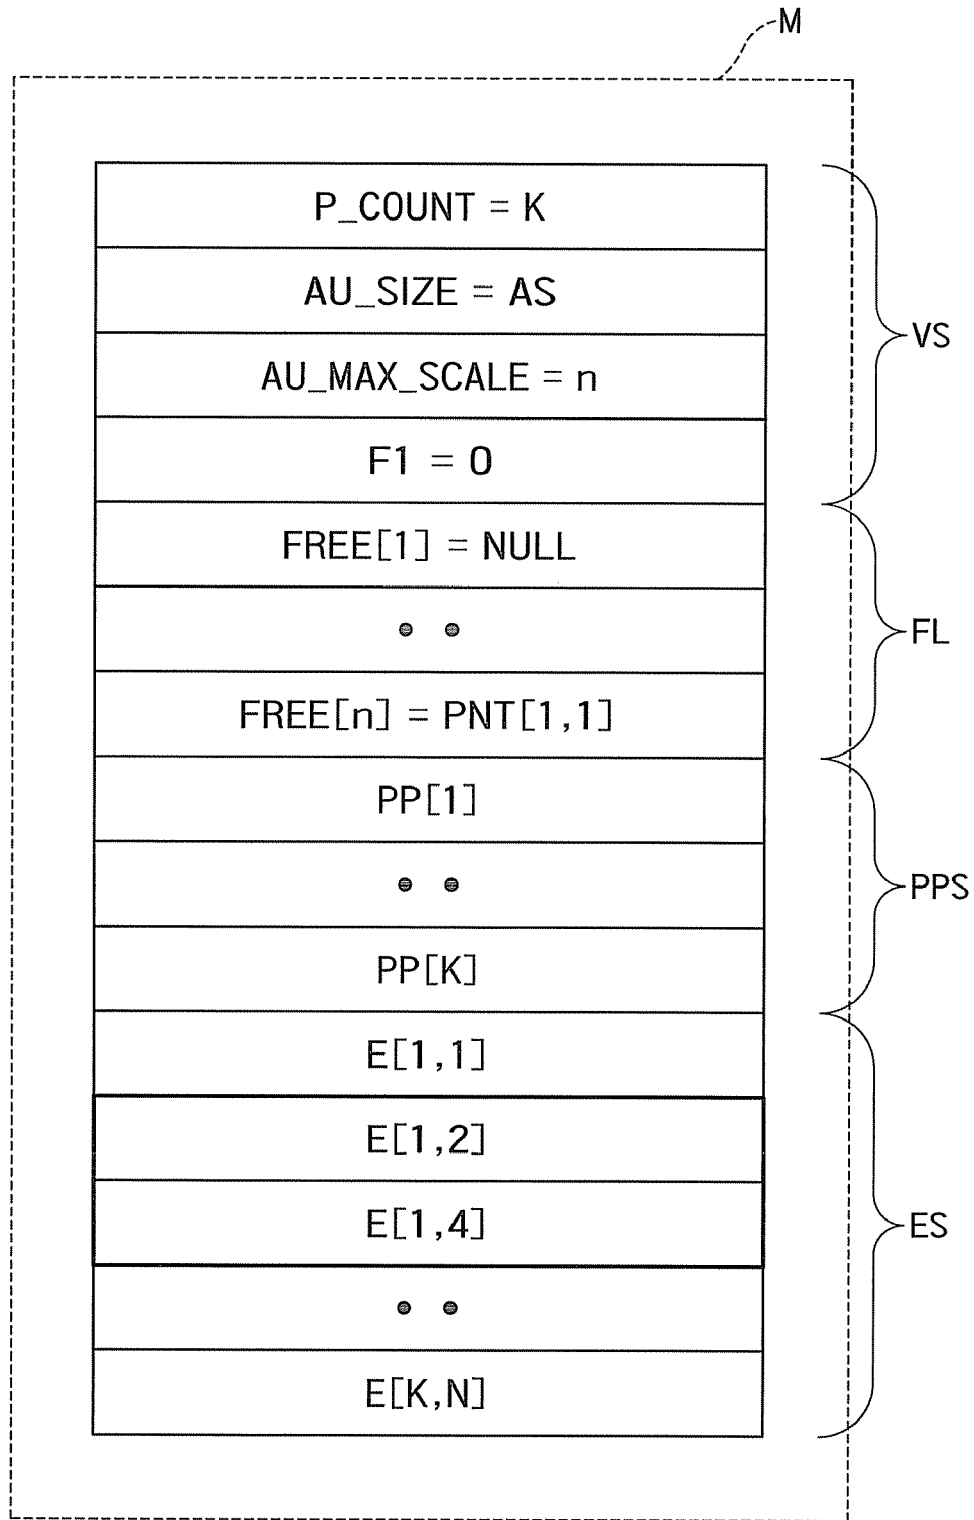 M
P_COUNT = K
AU_SIZE = AS
AU_MAX_SCALE = n
F1 = 0
VS
FREE[1] = NULL
• •
FREE[n] = PNT[1,1]
FL
PP[1]
• •
PP[K]
PPS
E[1,1]
E[1,2]
E[1,4]
• •
E[K,N]
ES